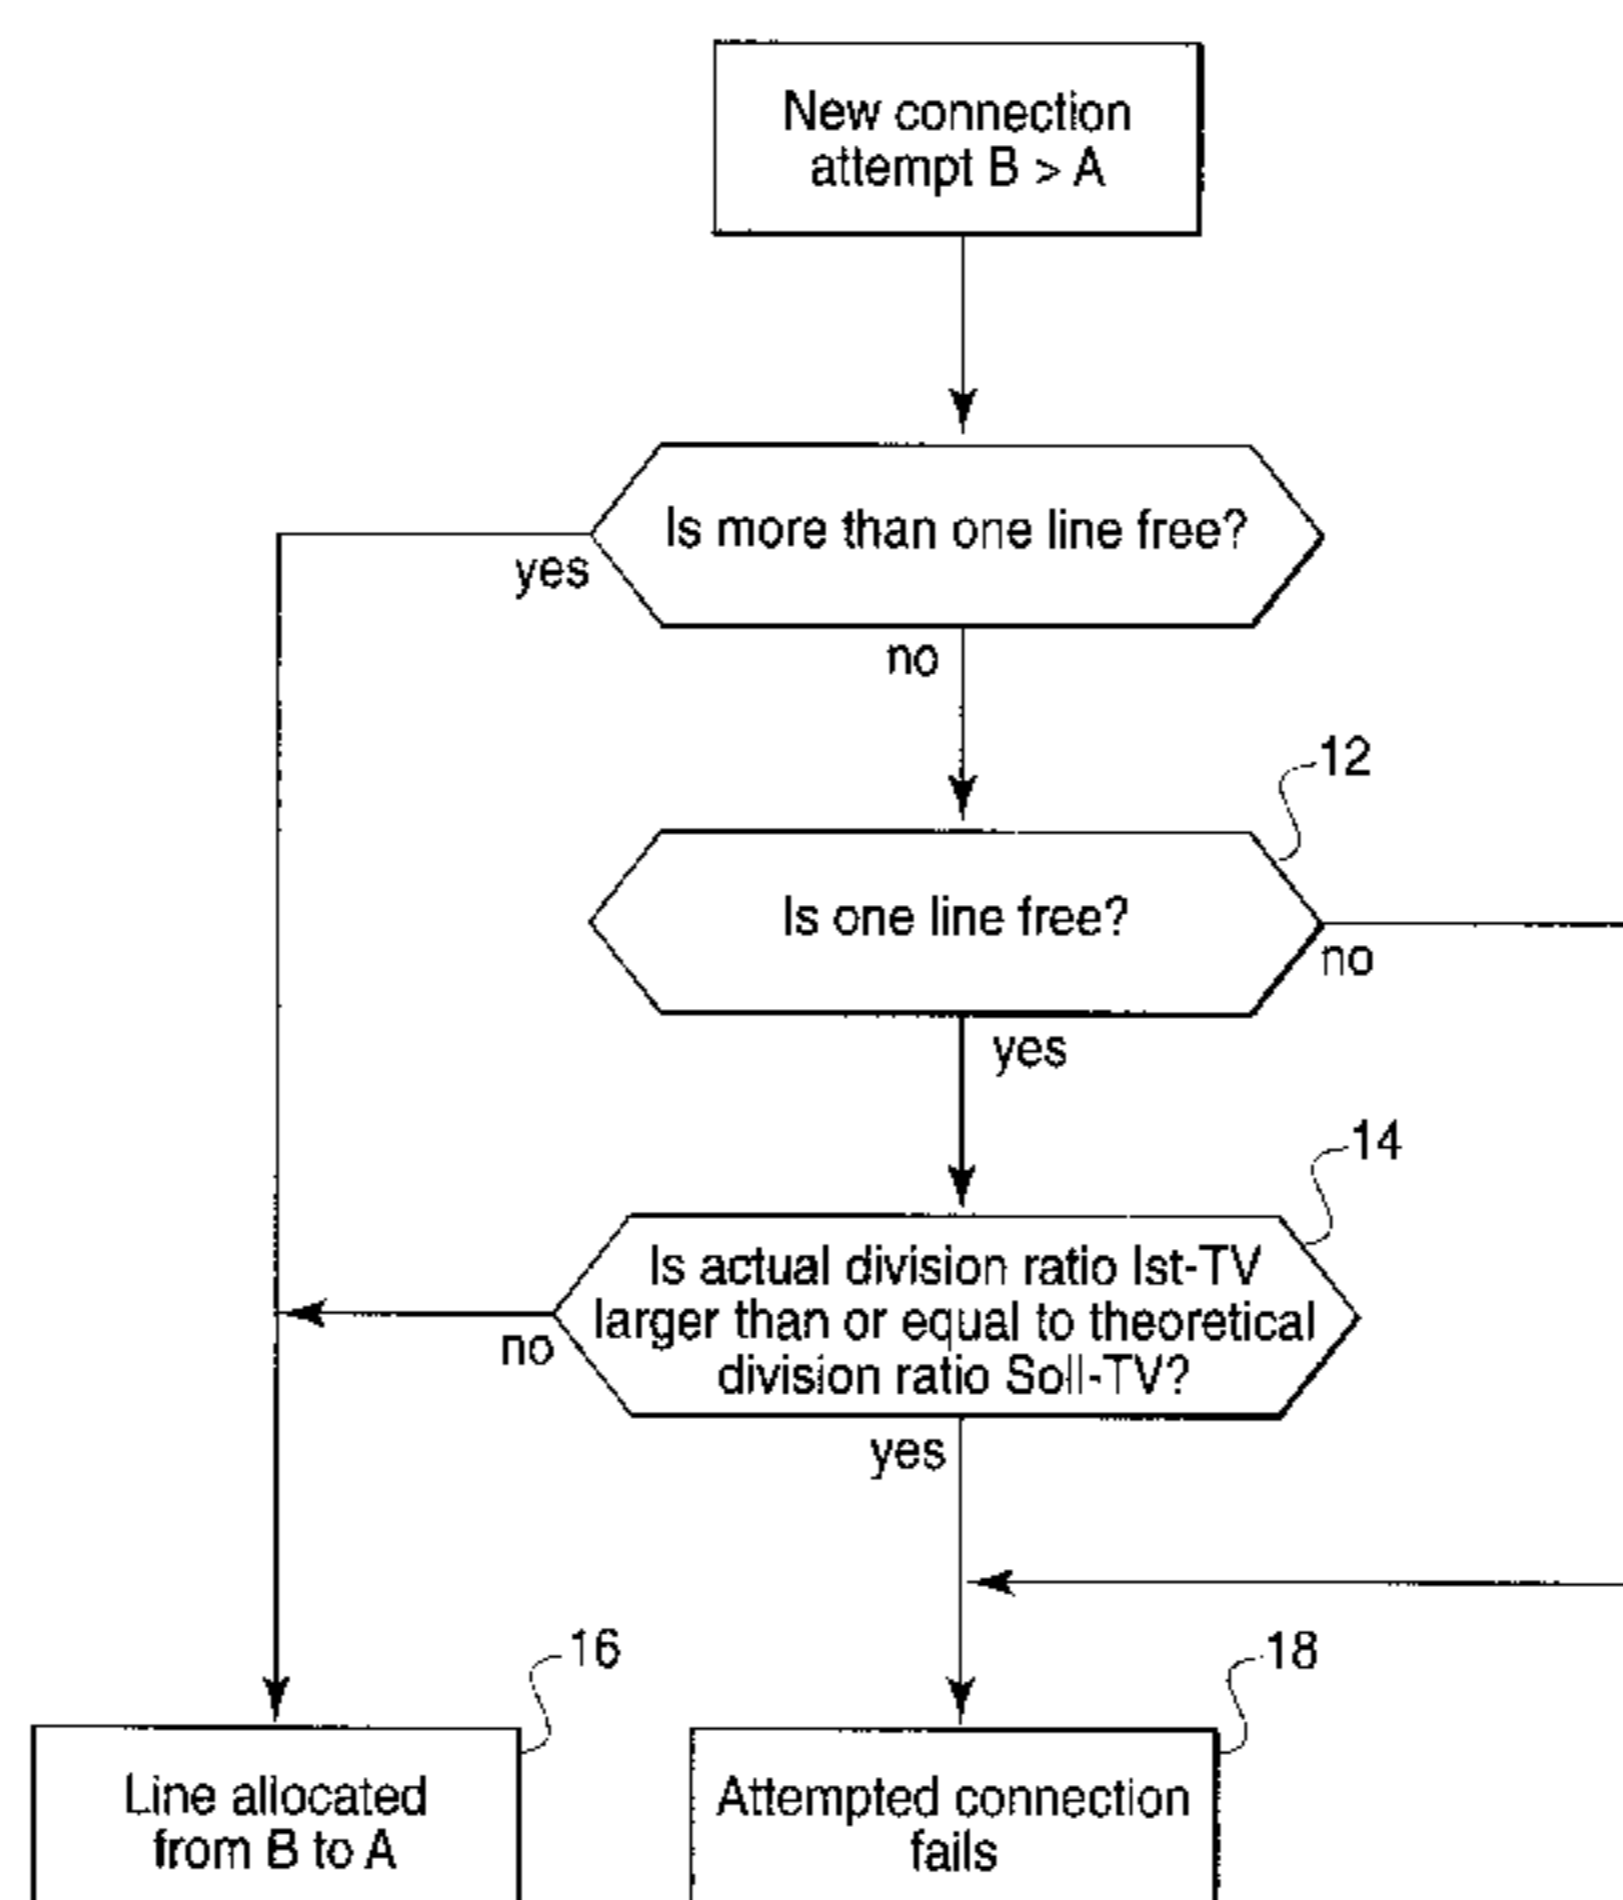 New connection
attempt B > A
Is more than one line free?
yes
no
12
Is one line free?
no
yes
14
Is actual division ratio Ist-TV
larger than or equal to theoretical
division ratio Soll-TV?
no
yes
16
18
Line allocated
from B to A
Attempted connection
fails